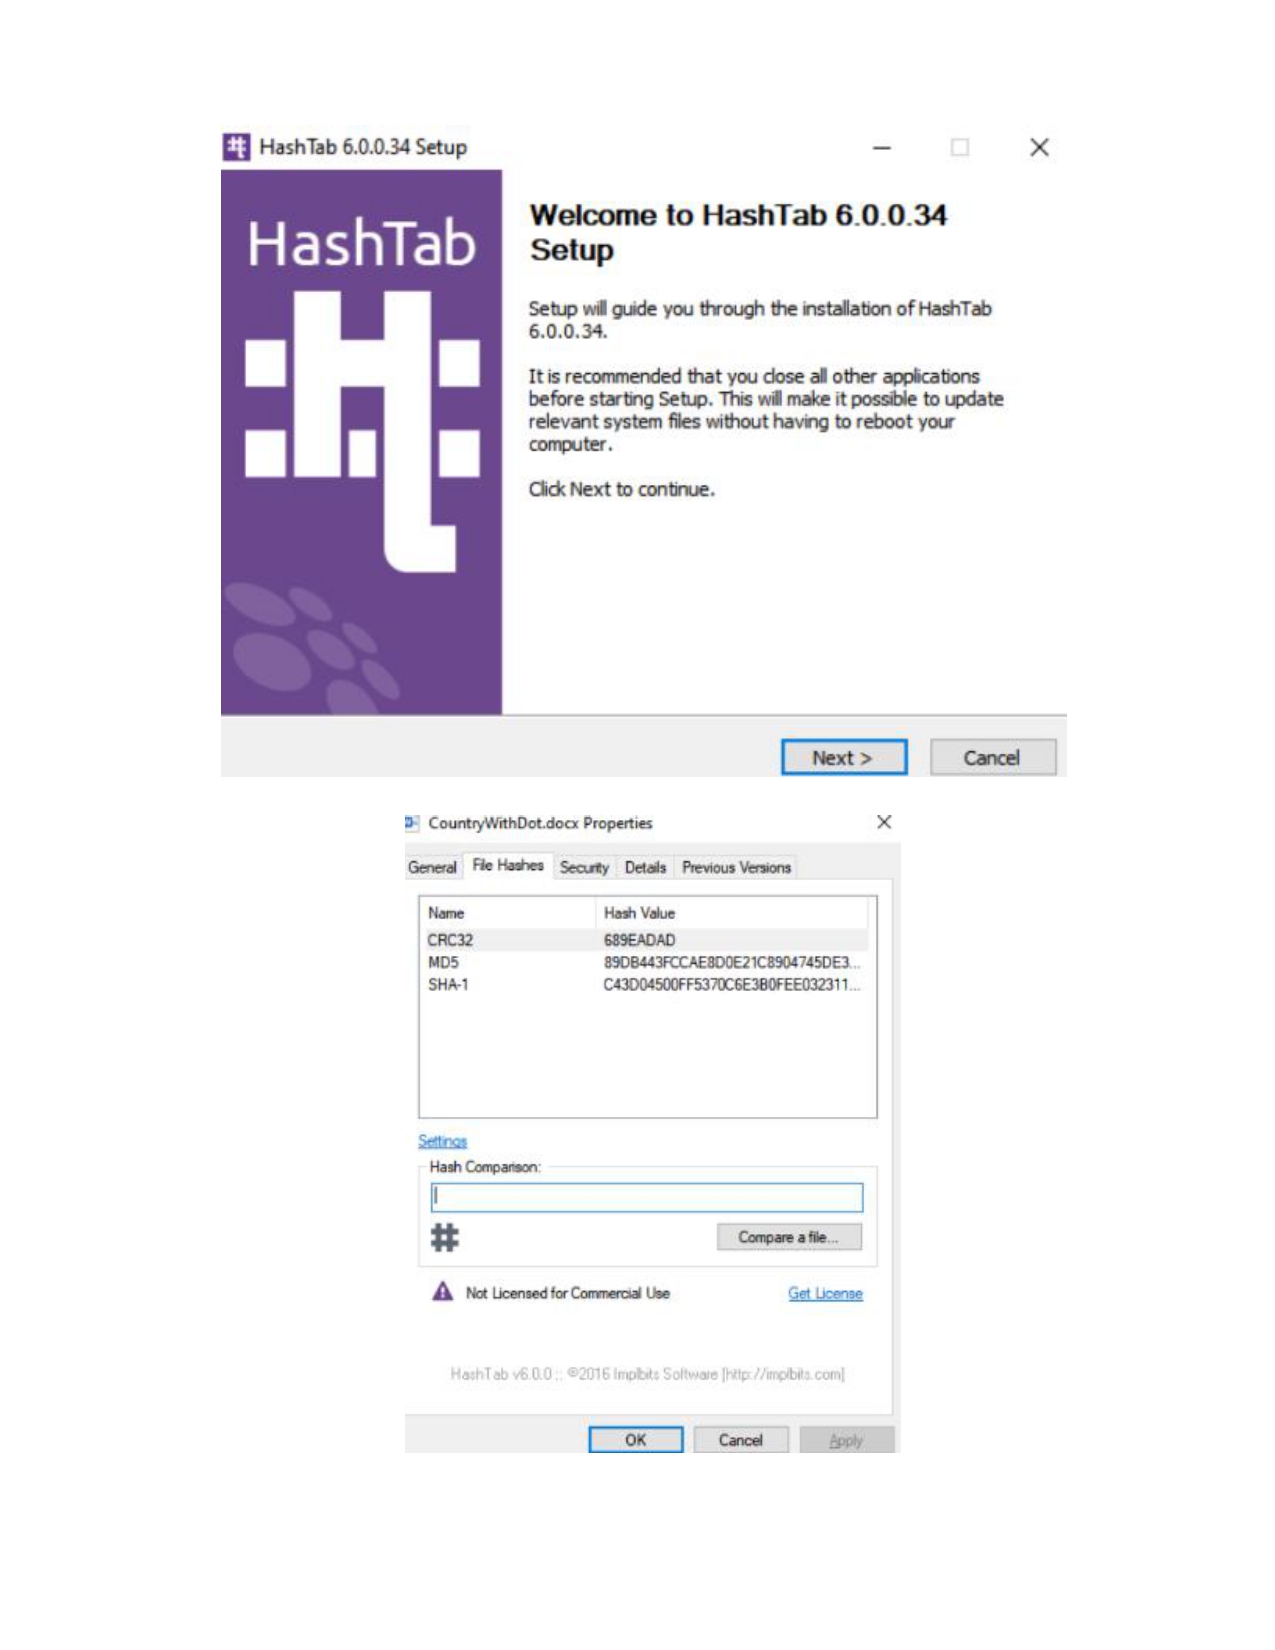 HashTab 6.0.0.34 Setup
HashTab
Welcome to HashTab 6.0.0.34
Setup
Setup will guide you through the installation of HashTab
6.0.0.34.
It is recommended that you close all other applications
before starting Setup. This will make it possible to update
relevant system files without having to reboot your
computer.
Click Next to continue.
Next > Cancel
CountryWithDot.docx Properties
General File Hashes Security Details Previous Versions
Name Hash Value
CRC32 689EADAD
MD5 89DB443FCCAE8D0E21C8904745DE3...
SHA-1 C43D04500FF5370C6E3B0FEE032311...
Settings
Hash Comparison:
Compare a file...
Not Licensed for Commercial Use Get License
HashTab v6.0.0 :: ©2016 Implbits Software [http://implbits.com]
OK Cancel Apply